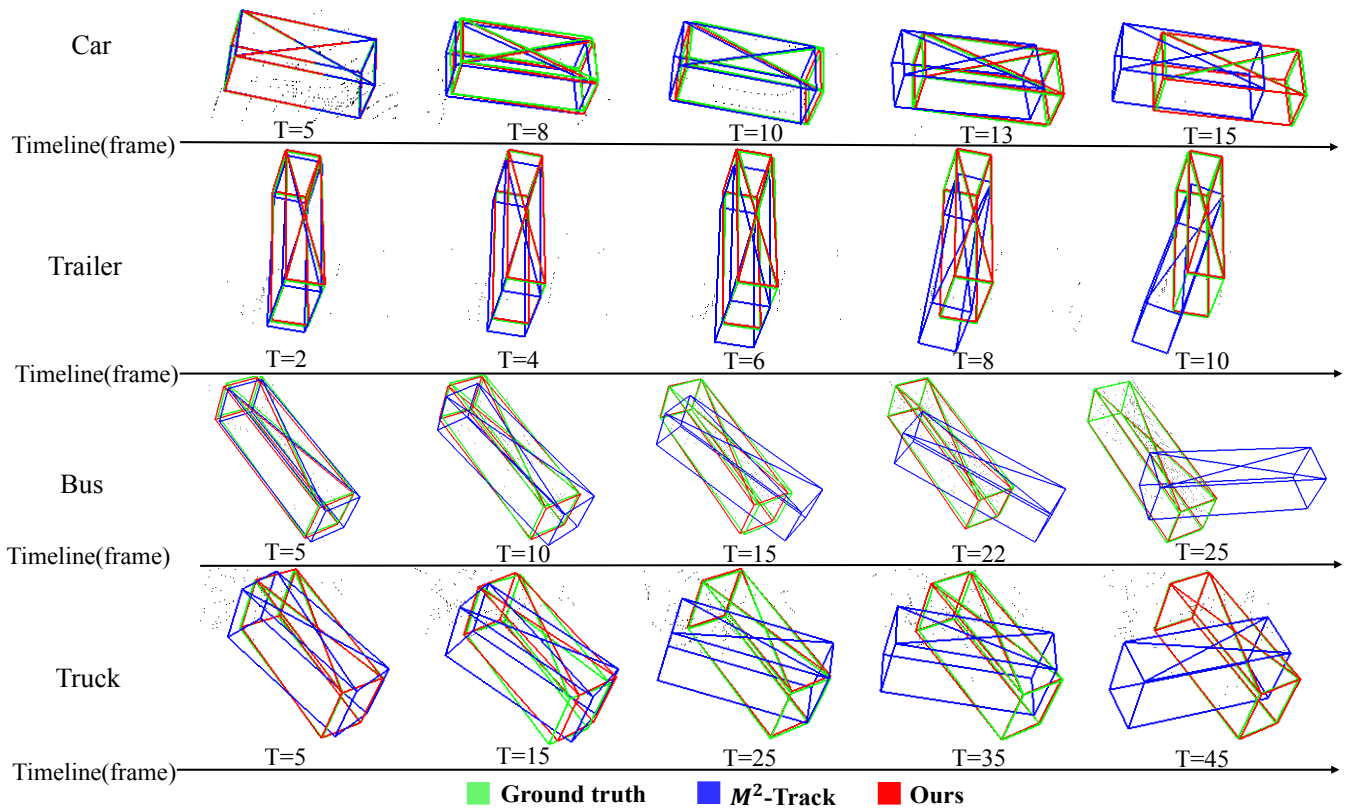 Car
T=5 T=8 T=10 T=13 T=15
Timeline(frame)
Trailer
T=2 T=4 T=6 T=8 T=10
Timeline(frame)
Bus
T=5 T=10 T=15 T=22 T=25
Timeline(frame)
Truck
T=5 T=15 T=25 T=35 T=45
Timeline(frame)
Ground truth M²-Track Ours